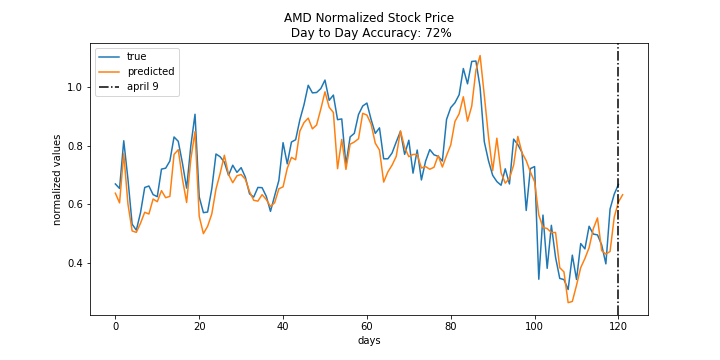 AMD Normalized Stock Price
Day to Day Accuracy: 72%
true
predicted
april 9
normalized values
1.0
0.8
0.6
0.4
0
20
40
60
80
100
120
days